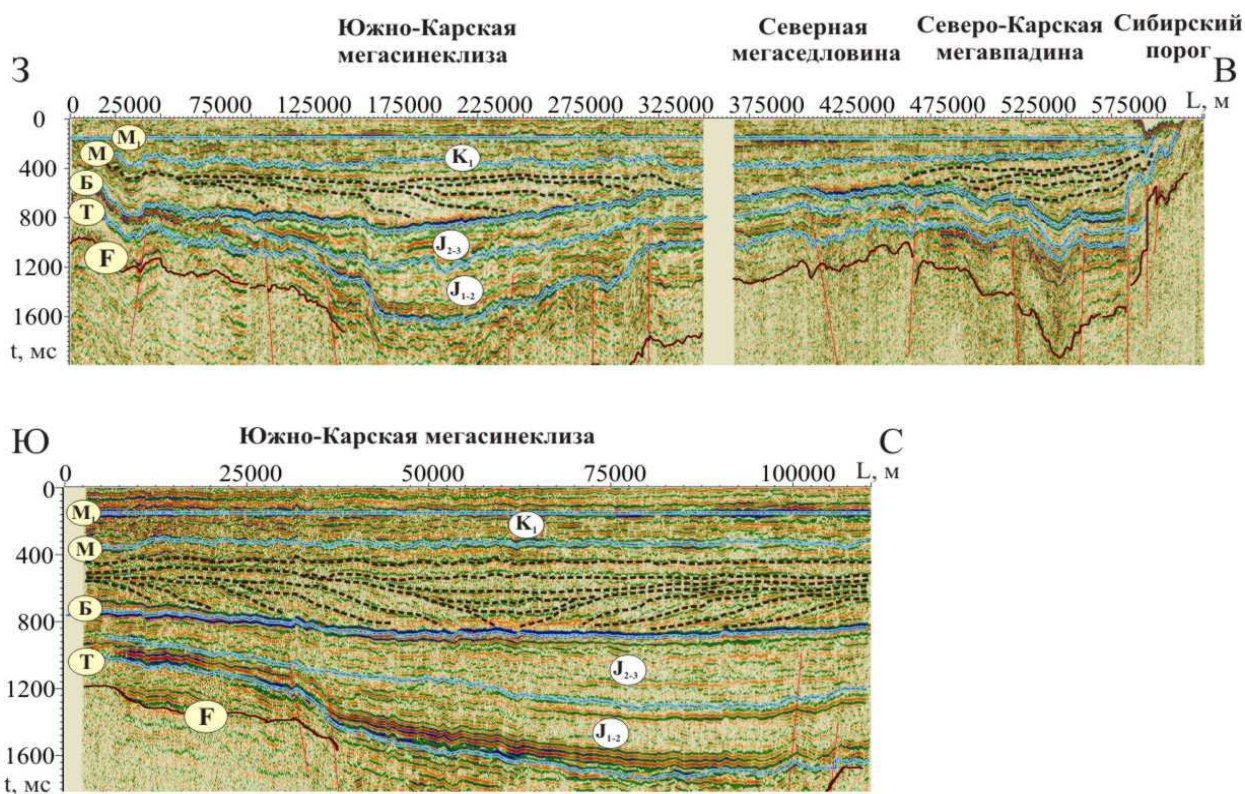 Южно-Карская
мегасинеклиза
Северная
мегаседловина
Северо-Карская
мегавпадина
Сибирский
порог
З
В
0 25000 75000 125000 175000 225000 275000 325000 375000 425000 475000 525000 575000 L, м
0
400
800
1200
1600
t, мс
М₁
М
Б
Т
F
K₁
J₂₋₃
J₁₋₂
Ю
Южно-Карская мегасинеклиза
С
0 25000 50000 75000 100000 L, м
0
400
800
1200
1600
t, мс
М₁
М
Б
Т
F
K₁
J₂₋₃
J₁₋₂